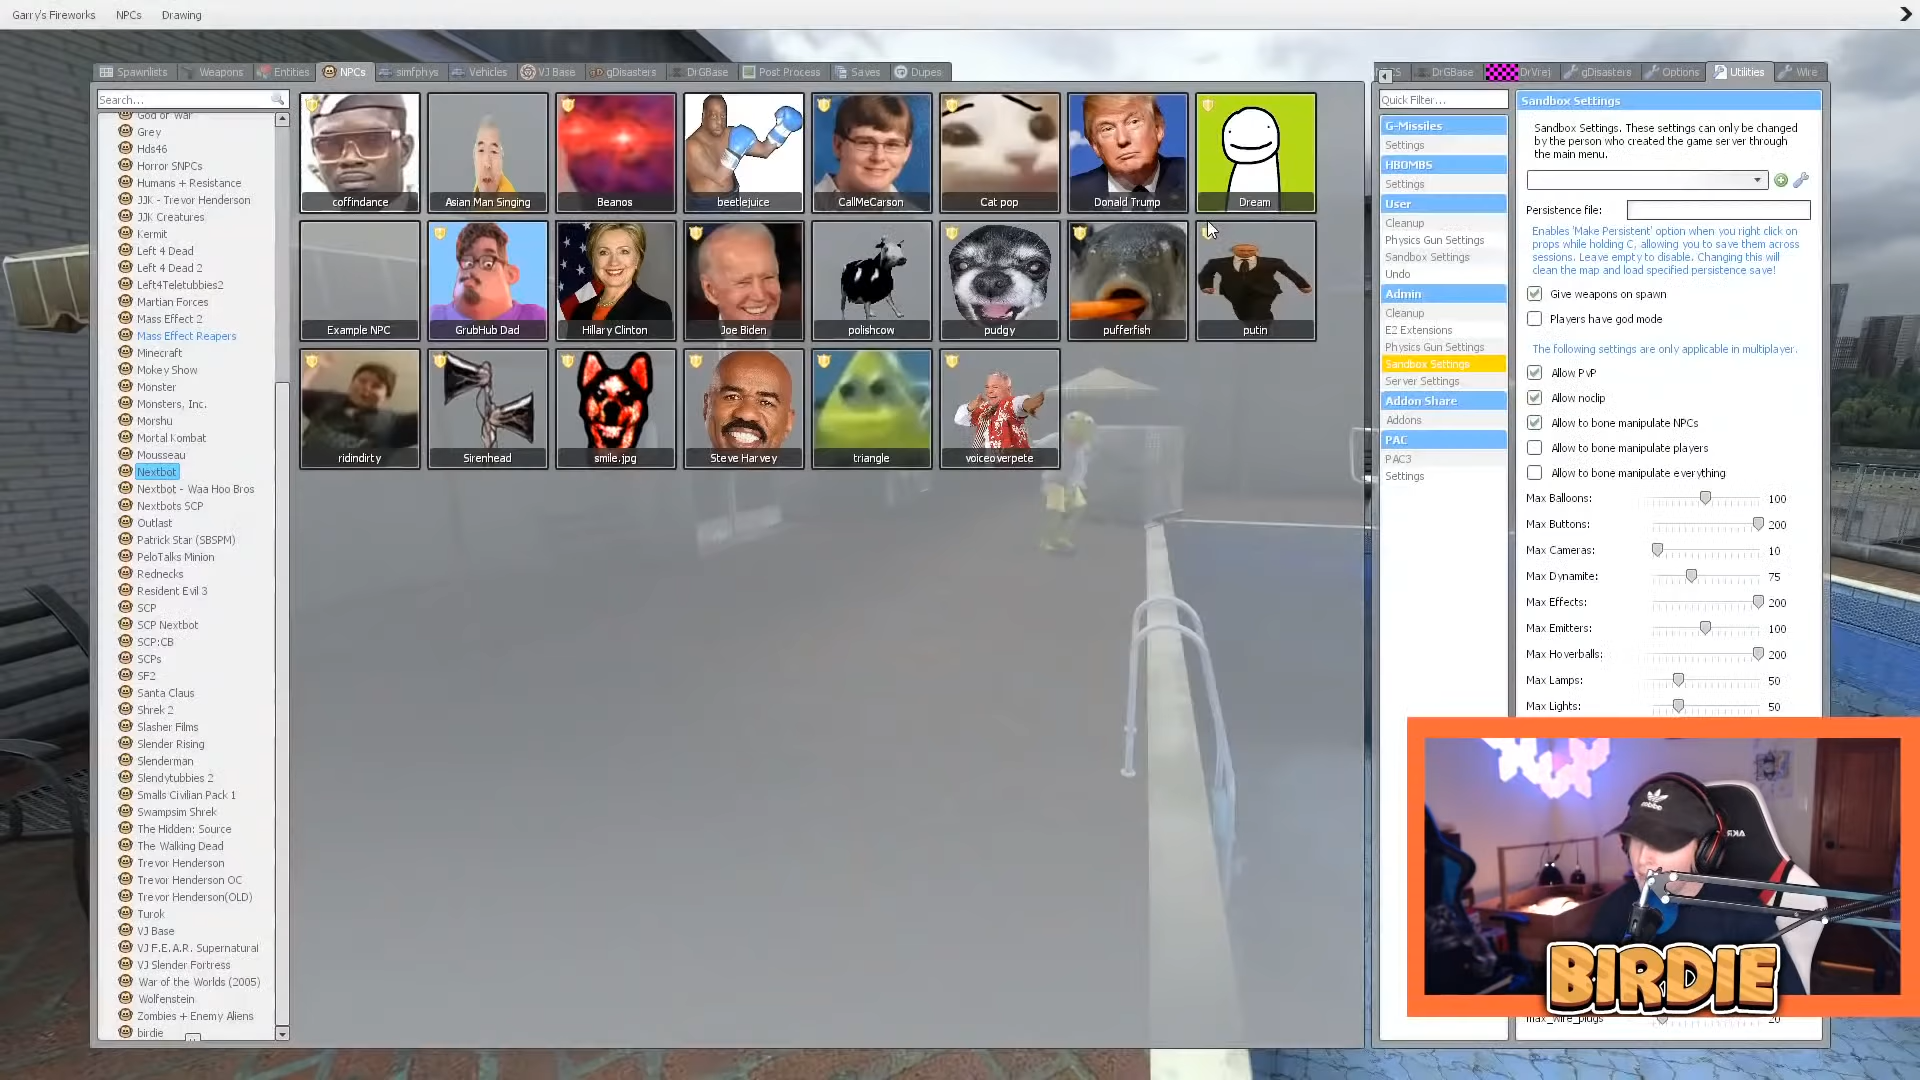 Garry's Fireworks NPCs Drawing
Spawnlists Weapons Entities NPCs simfphys Vehicles VJ Base gDisasters DrGBase Post Process Saves Dupes
Search...
God of War
Grey
Hds46
Horror SNPCs
Humans + Resistance
JJK - Trevor Henderson
JJK Creatures
Kermit
Left 4 Dead
Left 4 Dead 2
Left4Teletubbies2
Martian Forces
Mass Effect 2
Mass Effect Reapers
Minecraft
Mokey Show
Monster
Monsters, Inc.
Morshu
Mortal Kombat
Mousseau
Nextbot
Nextbot - Waa Hoo Bros
Nextbots SCP
Outlast
Patrick Star (SBSPM)
PeloTalks Minion
Rednecks
Resident Evil 3
SCP
SCP Nextbot
SCP:CB
SCPs
SF2
Santa Claus
Shrek 2
Slasher Films
Slender Rising
Slenderman
Slendytubbies 2
Smalls Civilian Pack 1
Swampsim Shrek
The Hidden: Source
The Walking Dead
Trevor Henderson
Trevor Henderson OC
Trevor Henderson(OLD)
Turok
VJ Base
VJ F.E.A.R. Supernatural
VJ Slender Fortress
War of the Worlds (2005)
Wolfenstein
Zombies + Enemy Aliens
birdie
coffindance Asian Man Singing Beanos beetlejuice CallMeCarson Cat pop Donald Trump Dream
Example NPC GrubHub Dad Hillary Clinton Joe Biden polishcow pudgy pufferfish putin
ridindirty Sirenhead smile.jpg Steve Harvey triangle voiceoverpete
DrGBase DrVrej gDisasters Options Utilities Wire
Quick Filter...
G-Missiles
Settings
HBOMBS
Settings
User
Cleanup
Physics Gun Settings
Sandbox Settings
Undo
Admin
Cleanup
E2 Extensions
Physics Gun Settings
Sandbox Settings
Server Settings
Addon Share
Addons
PAC
PAC3
Settings
Sandbox Settings
Sandbox Settings. These settings can only be changed
by the person who created the game server through
the main menu.
Persistence file:
Enables 'Make Persistent' option when you right click on
props while holding C, allowing you to save them across
sessions. Leave empty to disable. Changing this will
clean the map and load specified persistence save!
Give weapons on spawn
Players have god mode
The following settings are only applicable in multiplayer.
Allow PvP
Allow noclip
Allow to bone manipulate NPCs
Allow to bone manipulate players
Allow to bone manipulate everything
Max Balloons: 100
Max Buttons: 200
Max Cameras: 10
Max Dynamite: 75
Max Effects: 200
Max Emitters: 100
Max Hoverballs: 200
Max Lamps: 50
Max Lights: 50
adidas
AKR
BIRDIE
max_wire_plugs 20